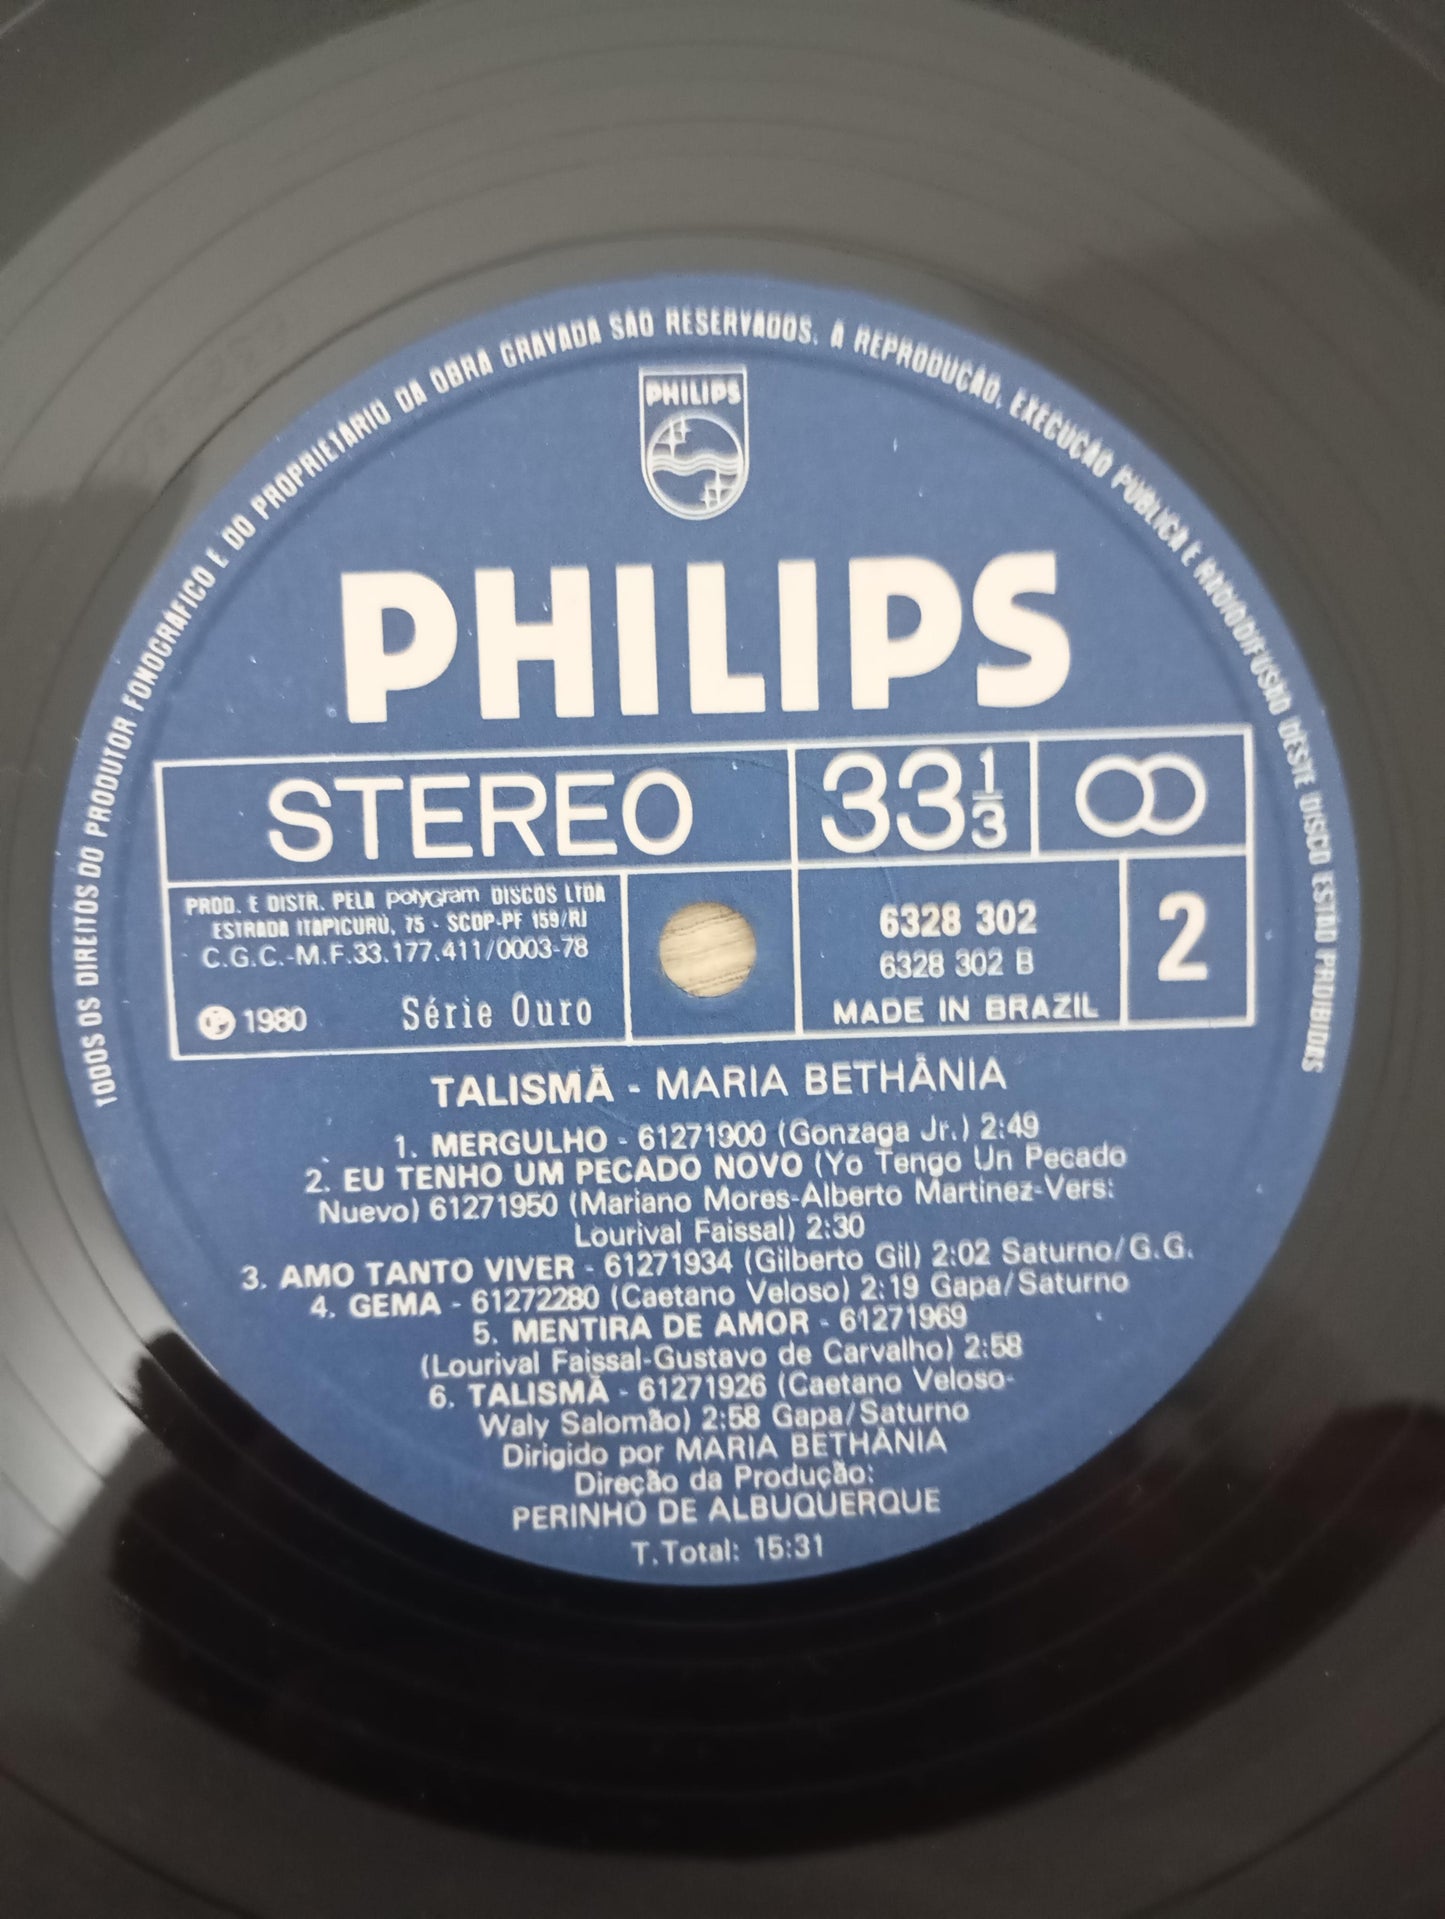 TODOS OS DIREITOS DO PRODUTOR FONOGRÁFICO E DO PROPRIETÁRIO DA OBRA GRAVADA SÃO RESERVADOS. A REPRODUÇÃO, EXECUÇÃO PÚBLICA E RADIODIFUSÃO DESTE DISCO ESTÃO PROIBIDAS
PHILIPS
PHILIPS
STEREO
33 1/3
PROD. E DISTR. PELA polyGram DISCOS LTDA
ESTRADA ITAPICURÚ, 75 - SCDP-PF 159/RJ
C.G.C.-M.F.33.177.411/0003-78
℗ 1980 Série Ouro
6328 302
6328 302 B
MADE IN BRAZIL
2
TALISMÃ - MARIA BETHÂNIA
1. MERGULHO - 61271900 (Gonzaga Jr.) 2:49
2. EU TENHO UM PECADO NOVO (Yo Tengo Un Pecado
Nuevo) 61271950 (Mariano Mores-Alberto Martinez-Vers:
Lourival Faissal) 2:30
3. AMO TANTO VIVER - 61271934 (Gilberto Gil) 2:02 Saturno/G.G.
4. GEMA - 61272280 (Caetano Veloso) 2:19 Gapa/Saturno
5. MENTIRA DE AMOR - 61271969
(Lourival Faissal-Gustavo de Carvalho) 2:58
6. TALISMÃ - 61271926 (Caetano Veloso-
Waly Salomão) 2:58 Gapa/Saturno
Dirigido por MARIA BETHÂNIA
Direção da Produção:
PERINHO DE ALBUQUERQUE
T.Total: 15:31